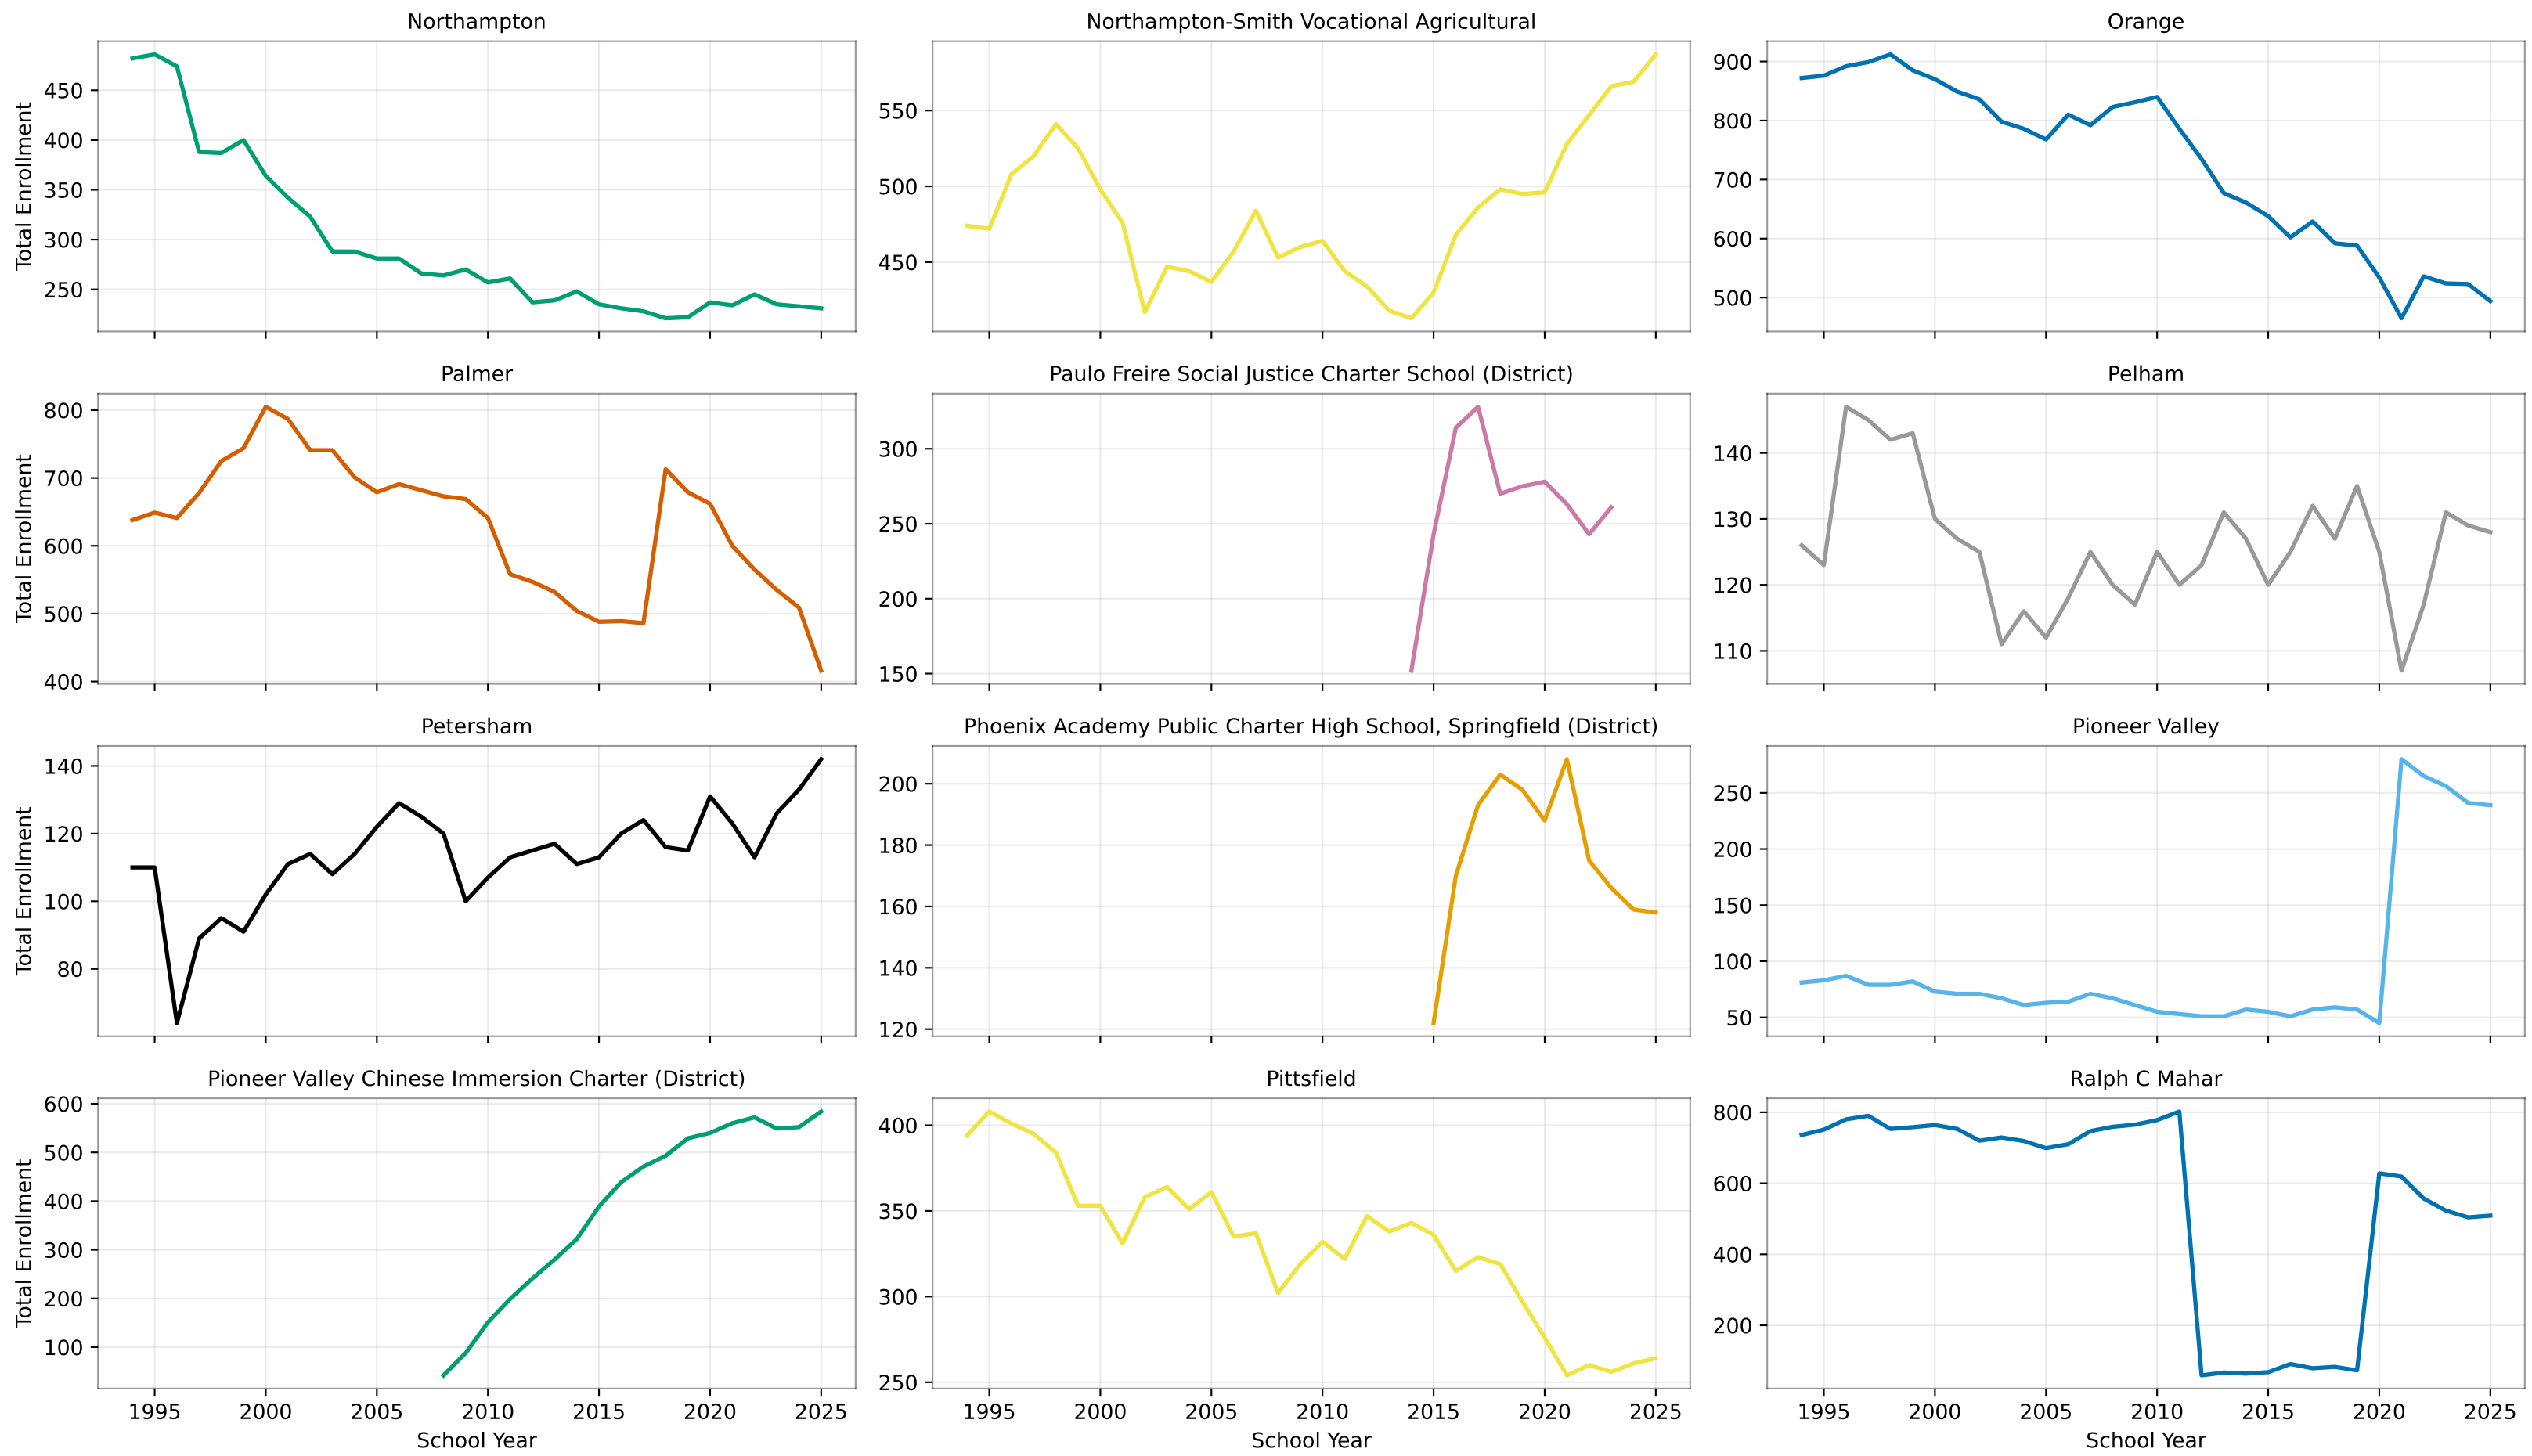 Northampton
Northampton-Smith Vocational Agricultural
Orange
Total Enrollment
450
400
350
300
250
550
500
450
900
800
700
600
500
Palmer
Paulo Freire Social Justice Charter School (District)
Pelham
Total Enrollment
800
700
600
500
400
300
250
200
150
140
130
120
110
Petersham
Phoenix Academy Public Charter High School, Springfield (District)
Pioneer Valley
Total Enrollment
140
120
100
80
200
180
160
140
120
250
200
150
100
50
Pioneer Valley Chinese Immersion Charter (District)
Pittsfield
Ralph C Mahar
Total Enrollment
600
500
400
300
200
100
400
350
300
250
800
600
400
200
1995 2000 2005 2010 2015 2020 2025
1995 2000 2005 2010 2015 2020 2025
1995 2000 2005 2010 2015 2020 2025
School Year
School Year
School Year